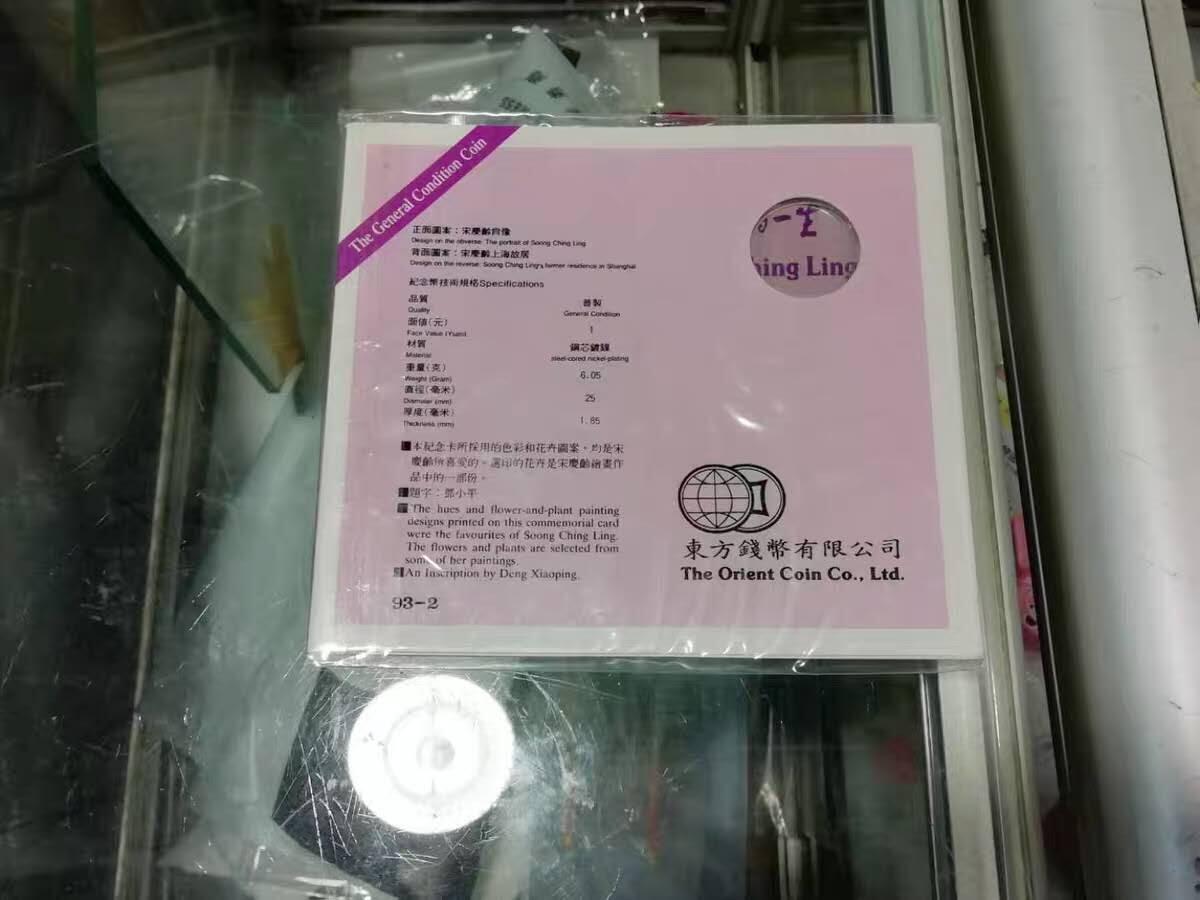 The General Condition Coin
正面圖案：宋慶齡肖像
Design on the obverse: The portrait of Soong Ching Ling
背面圖案：宋慶齡上海故居
Design on the reverse: Soong Ching Ling's former residence in Shanghai
紀念幣技術規格Specifications
品質 普製
Quality General Condition
面值(元) 1
Face Value (Yuan)
材質 鋼芯鍍鎳
Material steel-cored nickel-plating
重量(克) 6.05
Weight (Gram)
直徑(毫米) 25
Diameter (mm)
厚度(毫米) 1.85
Thickness (mm)
一生
hing Ling
■本紀念卡所採用的色彩和花卉圖案，均是宋
慶齡所喜愛的。選印的花卉是宋慶齡繪畫作
品中的一部份。
■題字：鄧小平
■The hues and flower-and-plant painting
designs printed on this commemorial card
were the favourites of Soong Ching Ling.
The flowers and plants are selected from
some of her paintings.
■An Inscription by Deng Xiaoping.
93-2
東方錢幣有限公司
The Orient Coin Co., Ltd.